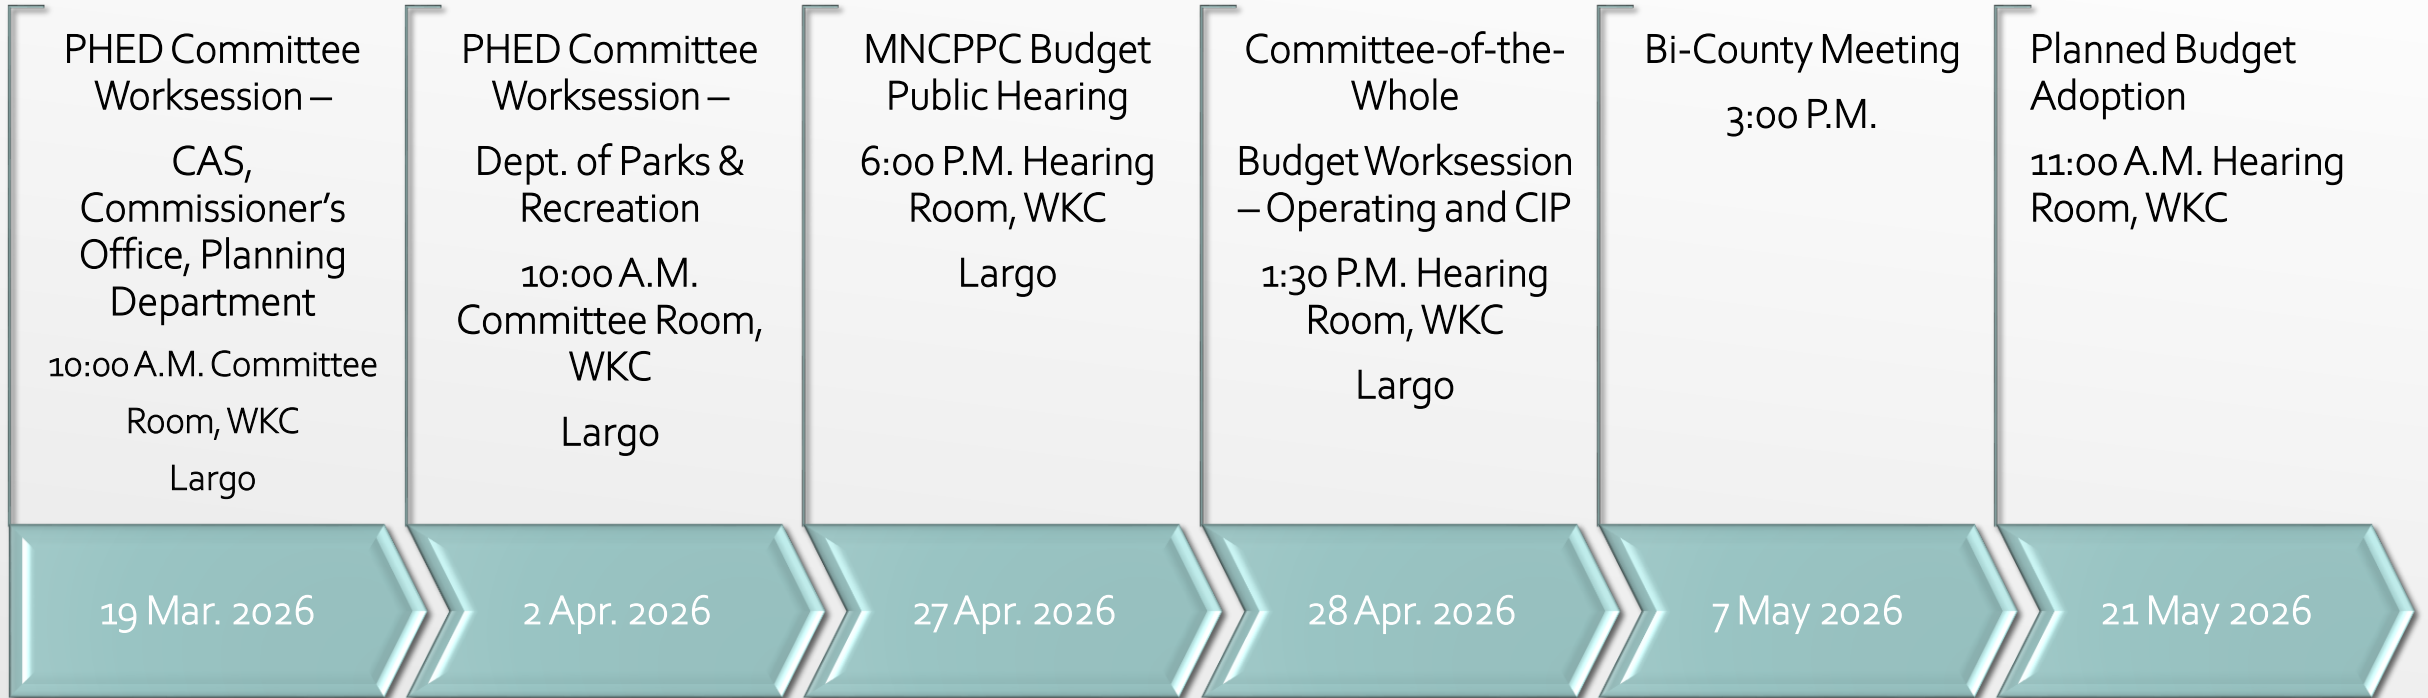 PHED Committee
Worksession –
CAS,
Commissioner’s
Office, Planning
Department
10:00 A.M. Committee
Room, WKC
Largo
19 Mar. 2026
PHED Committee
Worksession –
Dept. of Parks &
Recreation
10:00 A.M.
Committee Room,
WKC
Largo
2 Apr. 2026
MNCPPC Budget
Public Hearing
6:00 P.M. Hearing
Room, WKC
Largo
27 Apr. 2026
Committee-of-the-
Whole
Budget Worksession
– Operating and CIP
1:30 P.M. Hearing
Room, WKC
Largo
28 Apr. 2026
Bi-County Meeting
3:00 P.M.
7 May 2026
Planned Budget
Adoption
11:00 A.M. Hearing
Room, WKC
21 May 2026